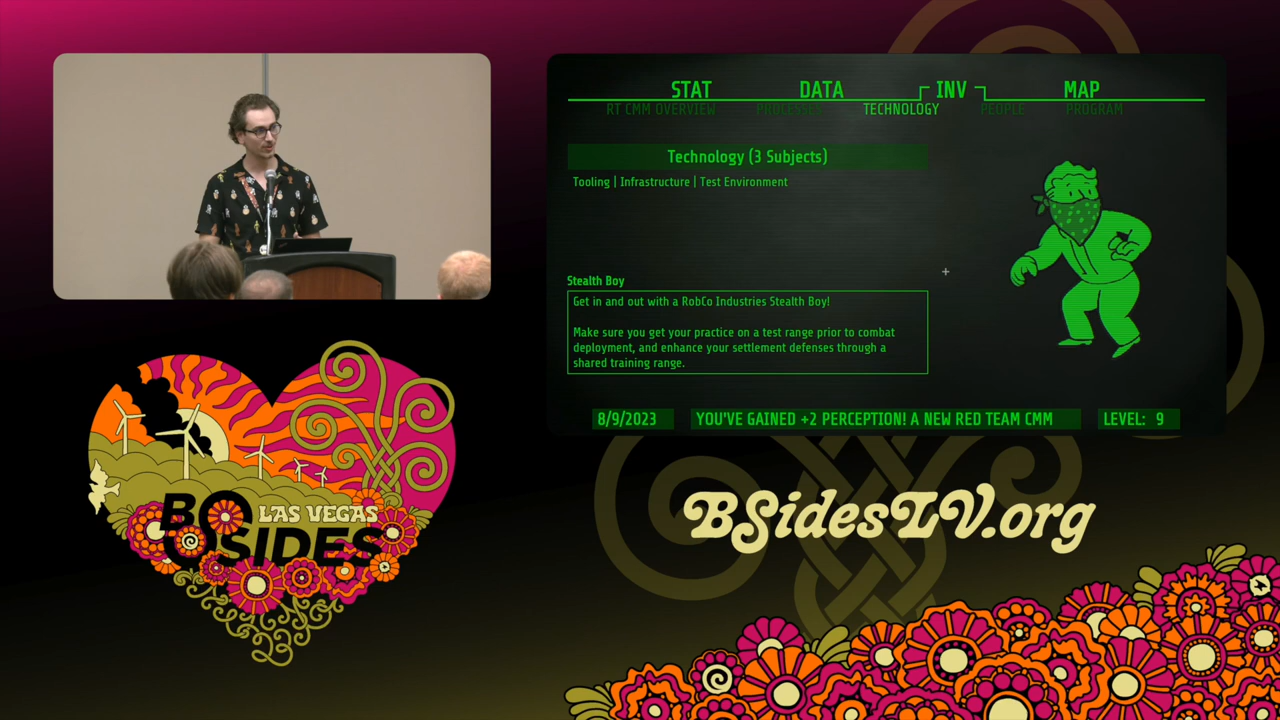 STAT DATA INV MAP
RT CMM OVERVIEW PROCESSES TECHNOLOGY PEOPLE PROGRAM
Technology (3 Subjects)
Tooling | Infrastructure | Test Environment
Stealth Boy
Get in and out with a RobCo Industries Stealth Boy!
Make sure you get your practice on a test range prior to combat
deployment, and enhance your settlement defenses through a
shared training range.
8/9/2023 YOU'VE GAINED +2 PERCEPTION! A NEW RED TEAM CMM LEVEL: 9
LAS VEGAS
BSidesLV.org
23